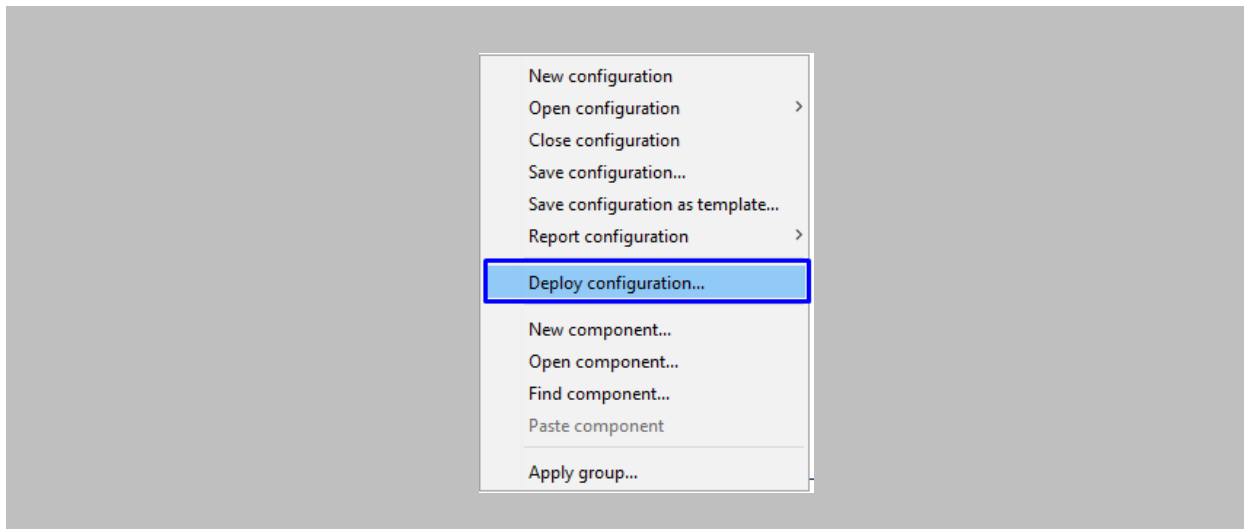 New configuration
Open configuration
Close configuration
Save configuration...
Save configuration as template...
Report configuration
Deploy configuration...
New component...
Open component...
Find component...
Paste component
Apply group...